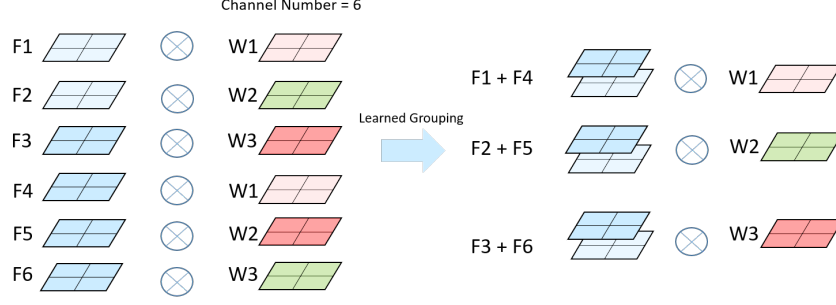 Channel Number = 6
F1 W1
F2 W2
F3 W3
F4 W1
F5 W2
F6 W3
Learned Grouping
F1 + F4 W1
F2 + F5 W2
F3 + F6 W3